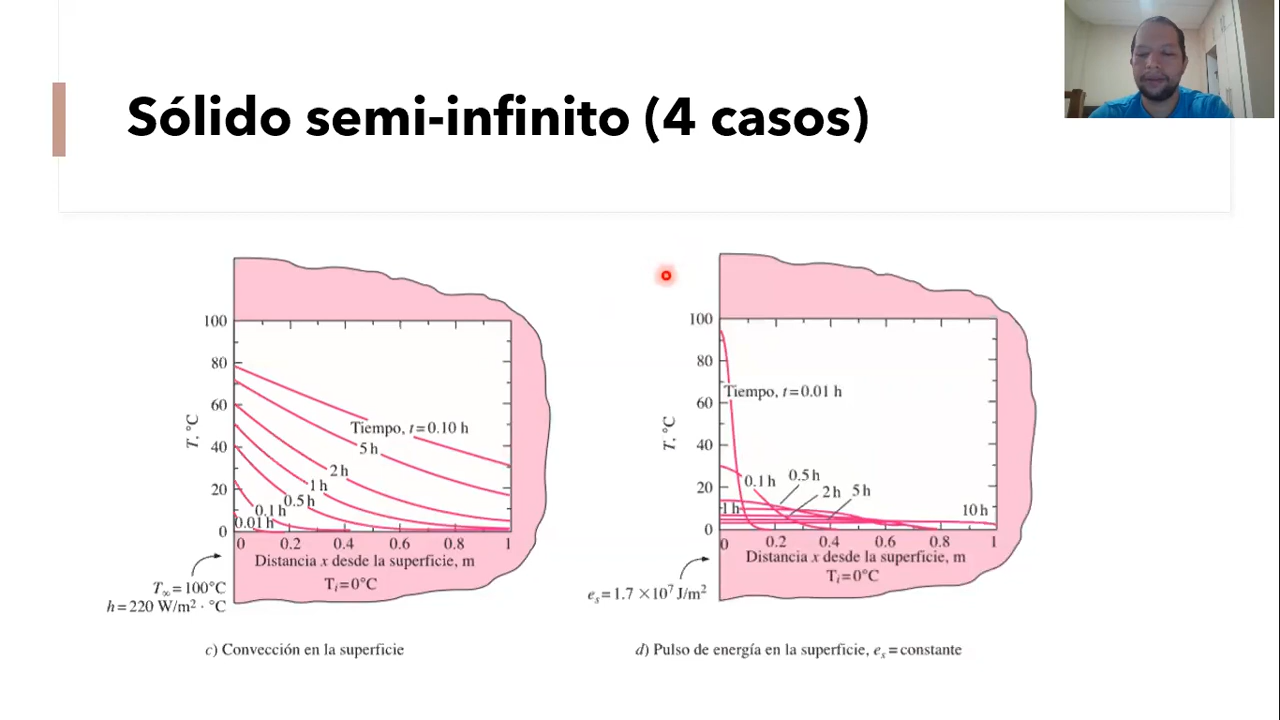 Sólido semi-infinito (4 casos)
100
80
60
40
20
0
T, °C
Tiempo, t=0.10 h
5 h
2 h
1 h
0.5 h
0.1 h
0.01 h
0 0.2 0.4 0.6 0.8 1
Distancia x desde la superficie, m
T∞=100°C
h=220 W/m² · °C
Tᵢ=0°C
c) Convección en la superficie
100
80
60
40
20
0
T, °C
Tiempo, t=0.01 h
0.1 h 0.5 h
2 h 5 h
1 h
10 h
0 0.2 0.4 0.6 0.8 1
Distancia x desde la superficie, m
Tᵢ=0°C
eₛ=1.7 ×10⁷ J/m²
d) Pulso de energía en la superficie, eₛ=constante